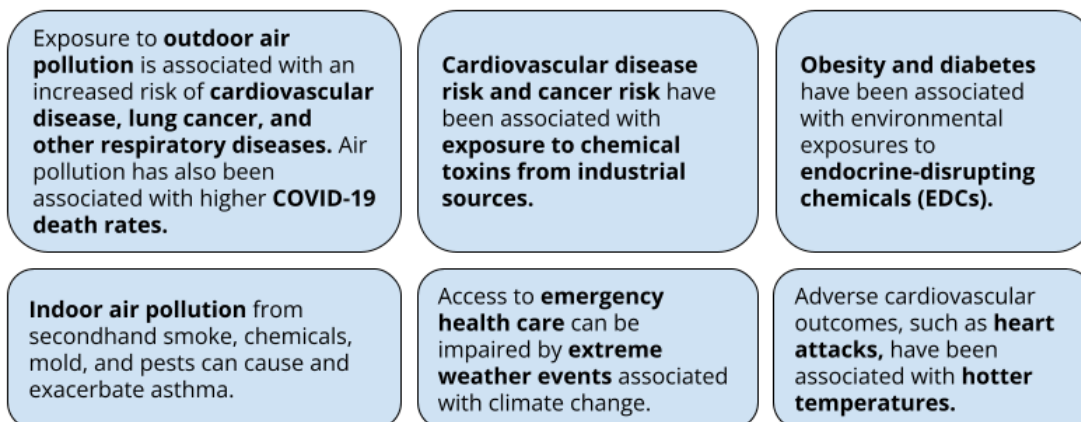 Exposure to outdoor air
pollution is associated with an
increased risk of cardiovascular
disease, lung cancer, and
other respiratory diseases. Air
pollution has also been
associated with higher COVID-19
death rates.
Cardiovascular disease
risk and cancer risk have
been associated with
exposure to chemical
toxins from industrial
sources.
Obesity and diabetes
have been associated
with environmental
exposures to
endocrine-disrupting
chemicals (EDCs).
Indoor air pollution from
secondhand smoke, chemicals,
mold, and pests can cause and
exacerbate asthma.
Access to emergency
health care can be
impaired by extreme
weather events associated
with climate change.
Adverse cardiovascular
outcomes, such as heart
attacks, have been
associated with hotter
temperatures.